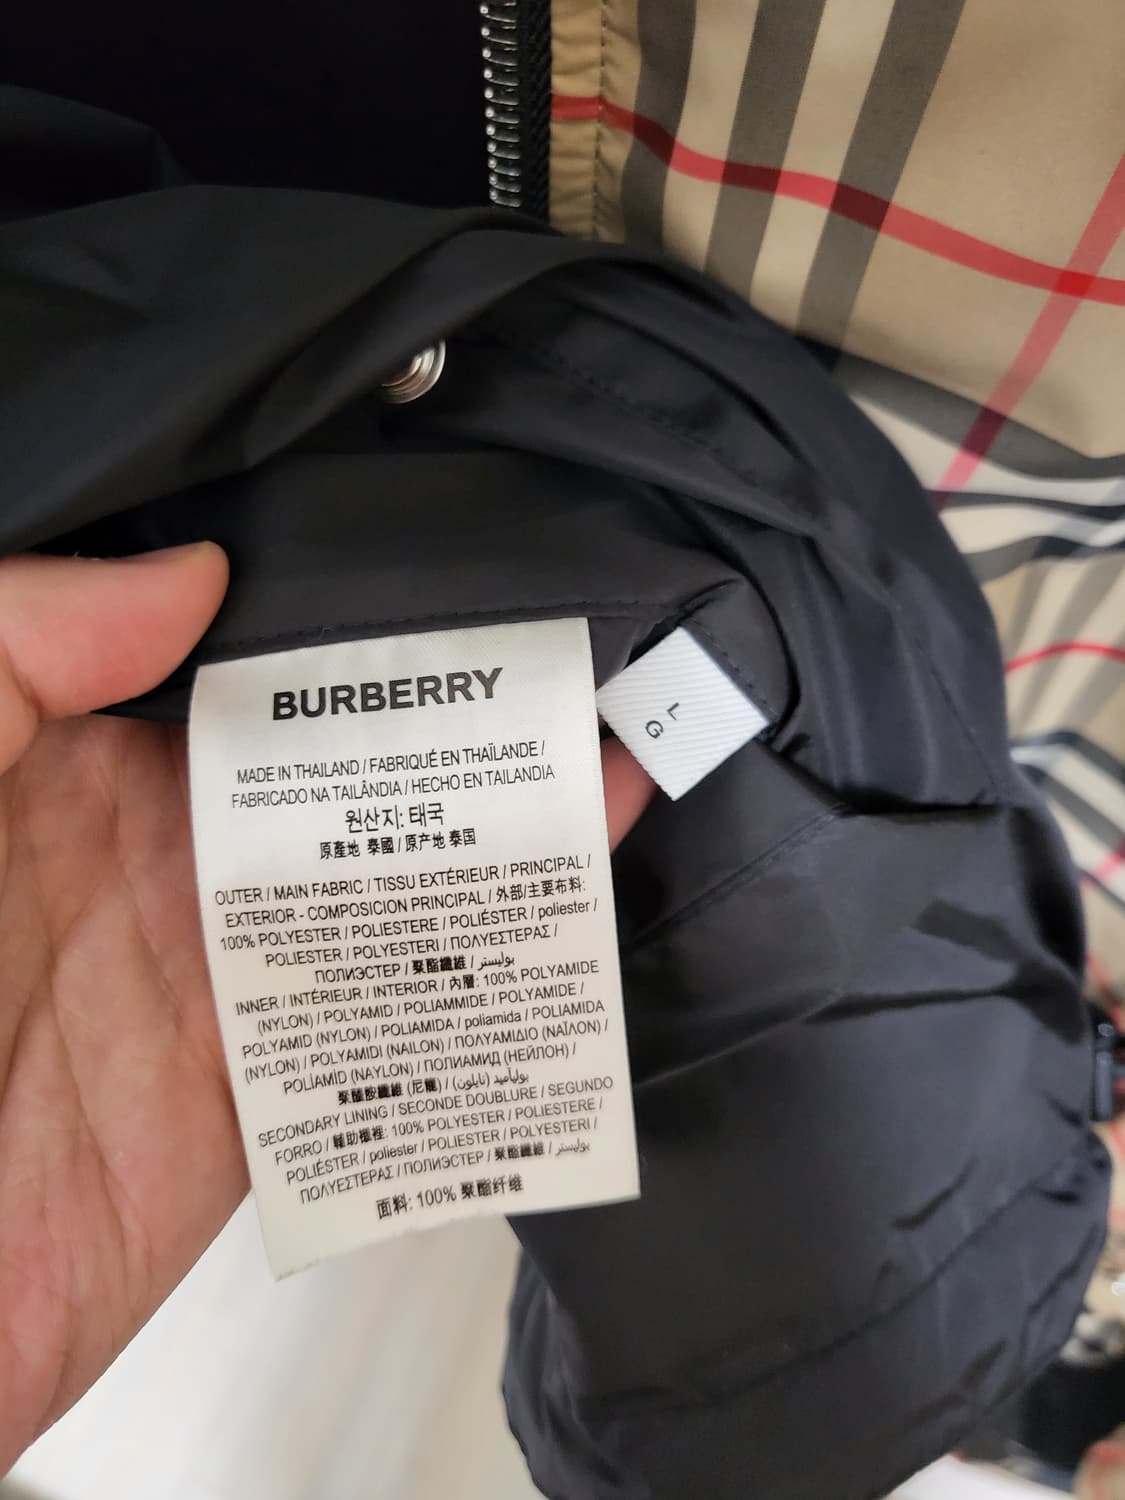 BURBERRY
MADE IN THAILAND / FABRIQUÉ EN THAÏLANDE /
FABRICADO NA TAILÂNDIA / HECHO EN TAILANDIA
원산지: 태국
原產地 泰國 / 原产地 泰国
OUTER / MAIN FABRIC / TISSU EXTÉRIEUR / PRINCIPAL /
EXTERIOR - COMPOSICION PRINCIPAL / 外部/主要布料:
100% POLYESTER / POLIESTERE / POLIÉSTER / poliester /
POLIESTER / POLYESTERI / ΠΟΛΥΕΣΤΕΡΑΣ /
ПОЛИЭСТЕР / 聚酯纖維 / بوليستر
INNER / INTÉRIEUR / INTERIOR / 內層: 100% POLYAMIDE
(NYLON) / POLYAMID / POLIAMMIDE / POLYAMIDE /
POLYAMID (NYLON) / POLIAMIDA / poliamida / POLIAMIDA
(NYLON) / POLYAMIDI (NAILON) / ΠΟΛΥΑΜΙΔΙΟ (ΝΑΪΛΟΝ) /
POLİAMİD (NAYLON) / ПОЛИАМИД (НЕЙЛОН) /
聚醯胺纖維 (尼龍) / بولياميد (نايلون)
SECONDARY LINING / SECONDE DOUBLURE / SEGUNDO
FORRO / 輔助襯裡: 100% POLYESTER / POLIESTERE /
POLIÉSTER / poliester / POLIESTER / POLYESTERI /
ΠΟΛΥΕΣΤΕΡΑΣ / ПОЛИЭСТЕР / 聚酯纖維 / بوليستر
面料: 100% 聚酯纤维
L
G